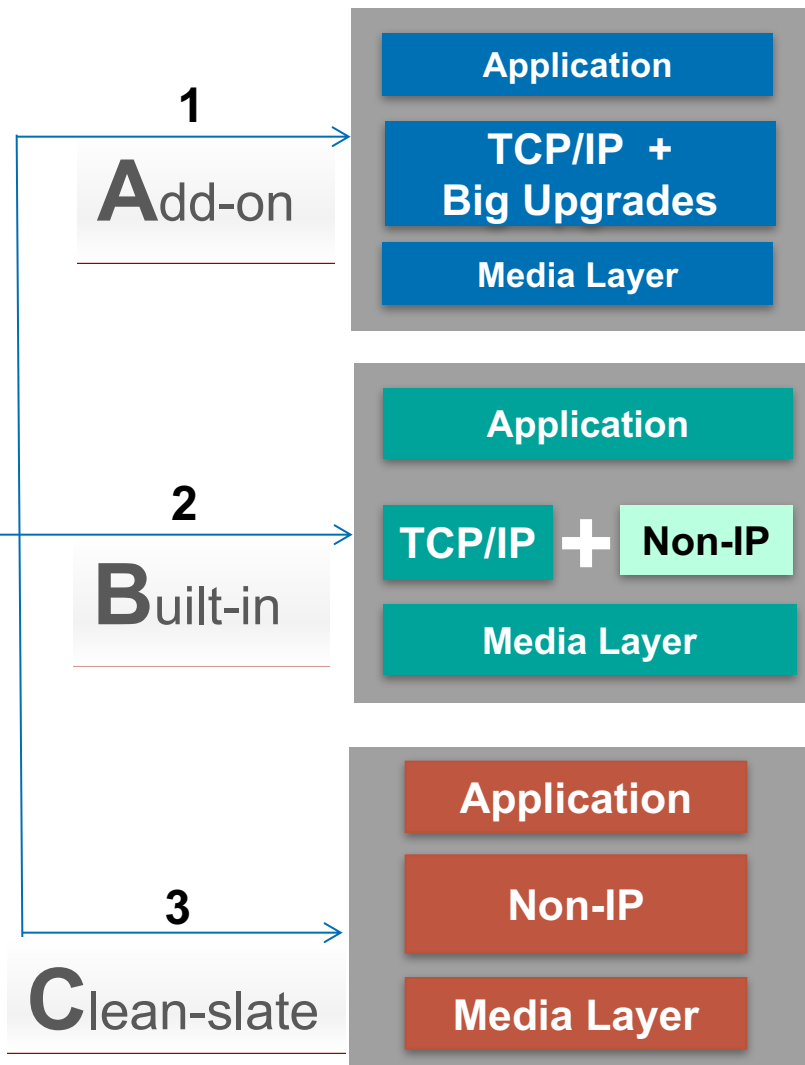 1
Add-on
Application
TCP/IP +
Big Upgrades
Media Layer
2
Built-in
Application
TCP/IP + Non-IP
Media Layer
3
Clean-slate
Application
Non-IP
Media Layer